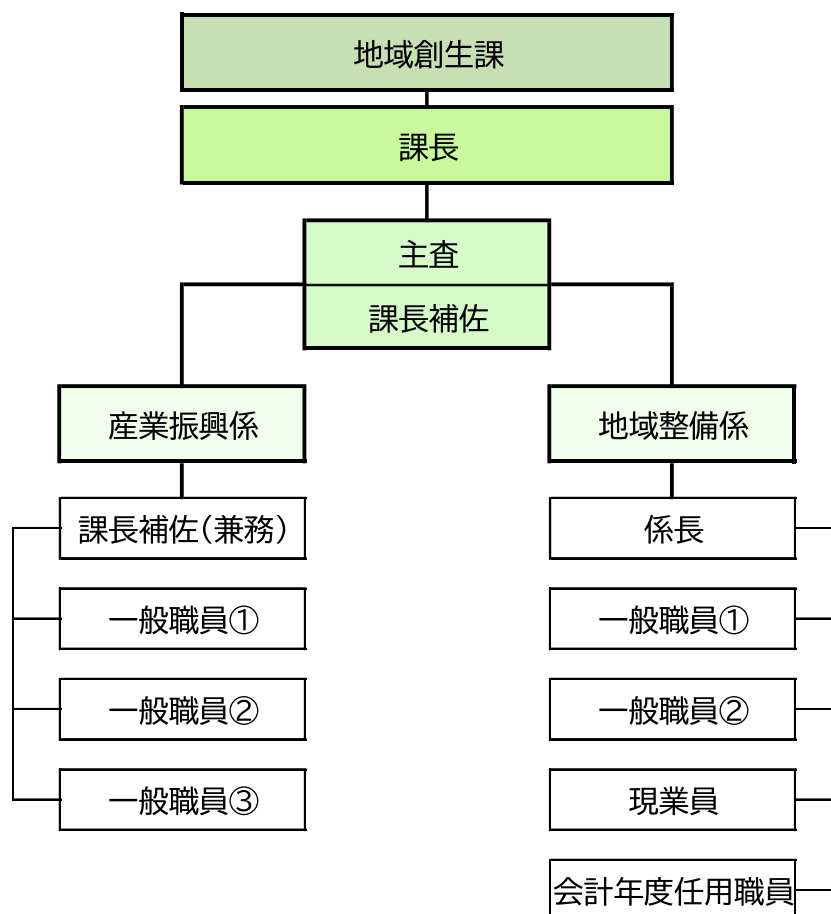 地域創生課
課長
主査
課長補佐
産業振興係
課長補佐（兼務）
一般職員①
一般職員②
一般職員③
地域整備係
係長
一般職員①
一般職員②
現業員
会計年度任用職員